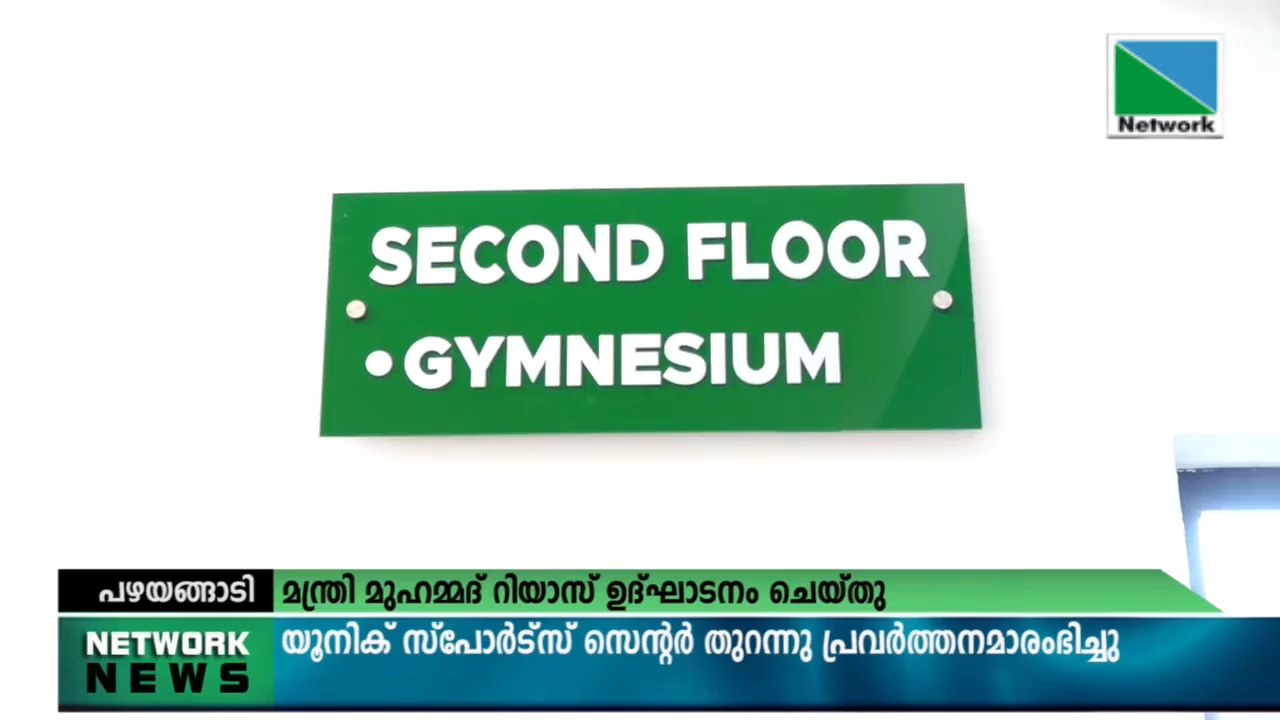 Network
SECOND FLOOR
•GYMNESIUM
പഴയങ്ങാടി
മന്ത്രി മുഹമ്മദ് റിയാസ് ഉദ്ഘാടനം ചെയ്തു
NETWORK
NEWS
യൂനിക് സ്പോർട്സ് സെന്റർ തുറന്നു പ്രവർത്തനമാരംഭിച്ചു